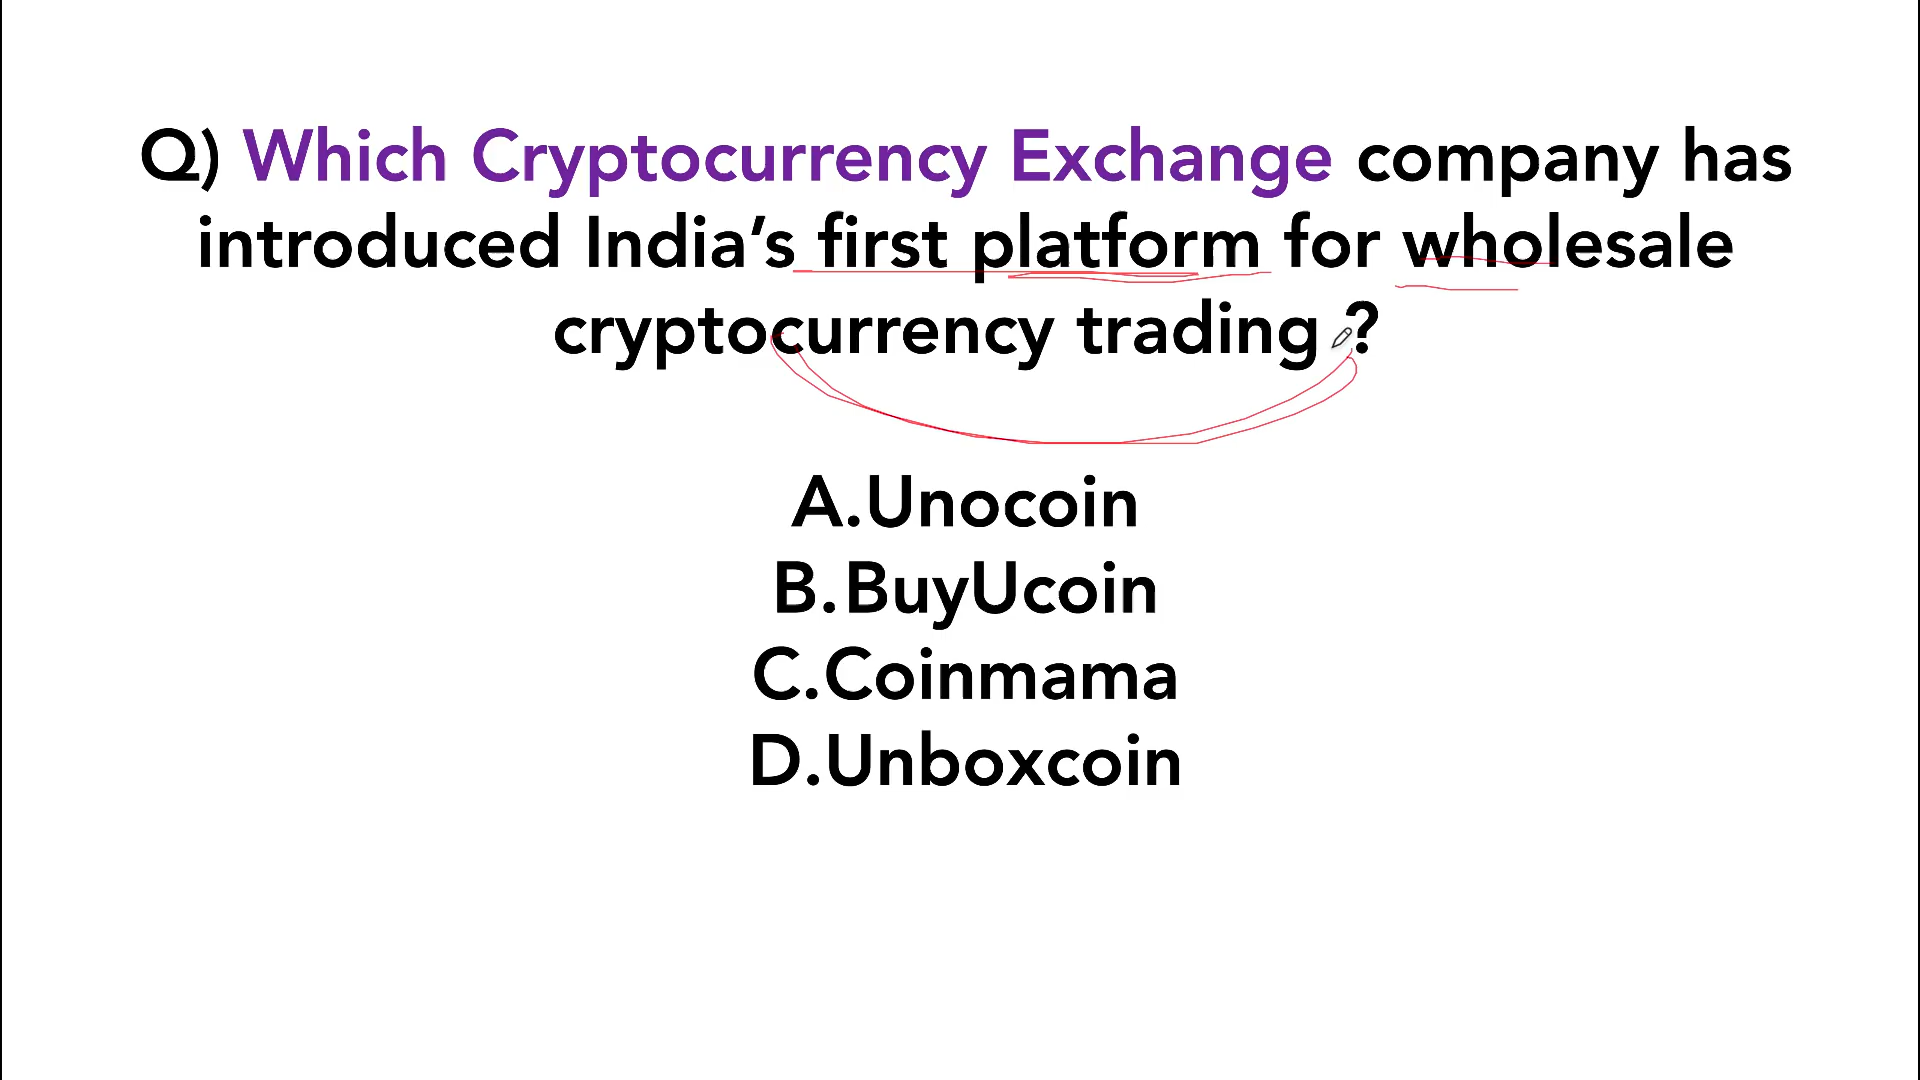 Q) Which Cryptocurrency Exchange company has
introduced India’s first platform for wholesale
cryptocurrency trading ?
A.Unocoin
B.BuyUcoin
C.Coinmama
D.Unboxcoin